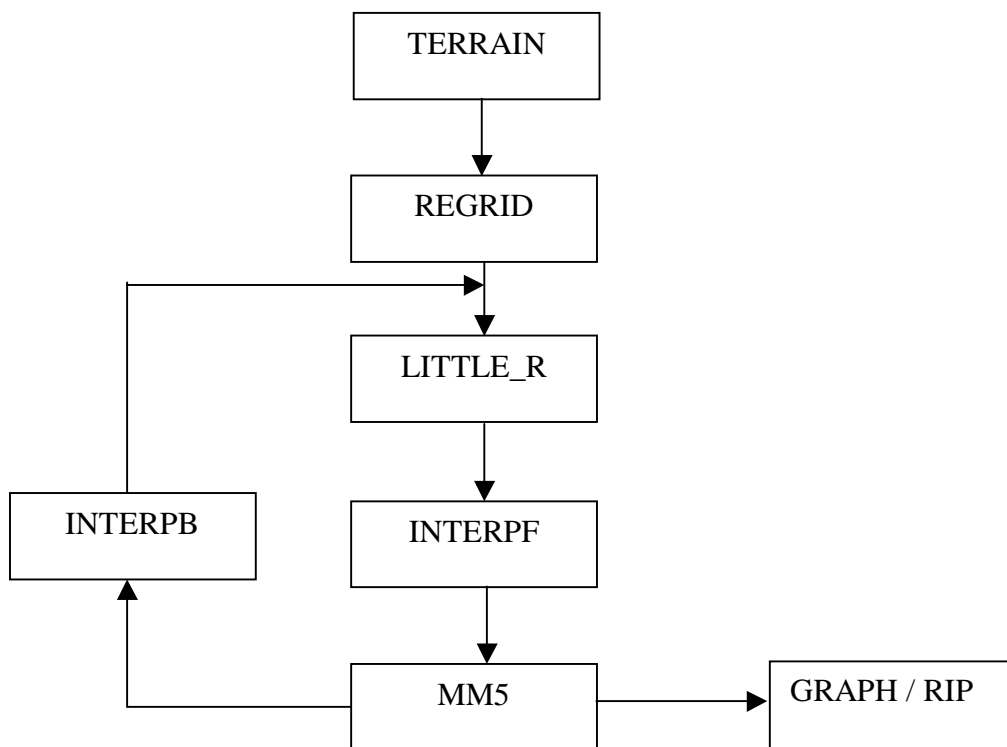 TERRAIN
REGRID
LITTLE_R
INTERPB
INTERPF
MM5
GRAPH / RIP